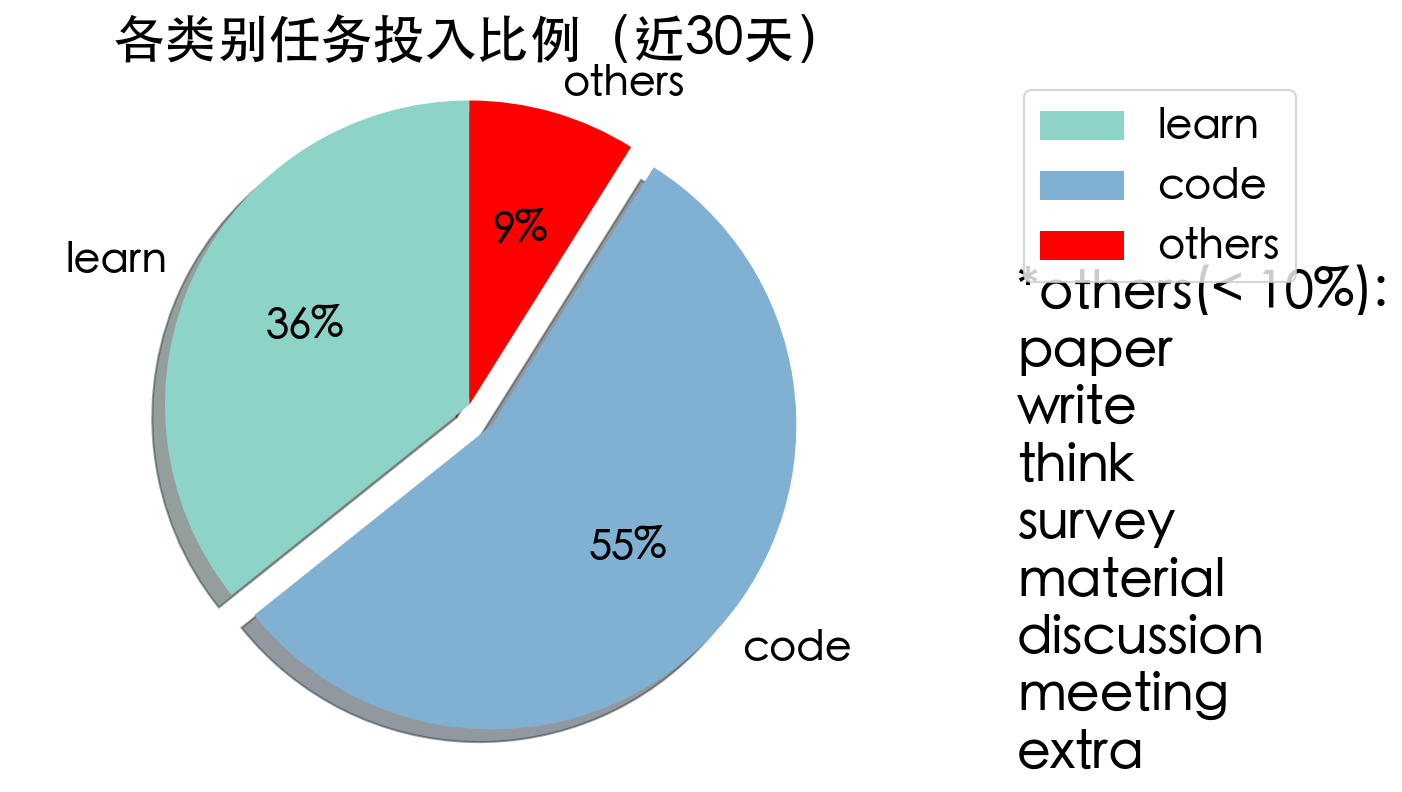 各类别任务投入比例（近30天）
others
learn
code
others
9%
learn
36%
55%
code
*others(< 10%):
paper
write
think
survey
material
discussion
meeting
extra